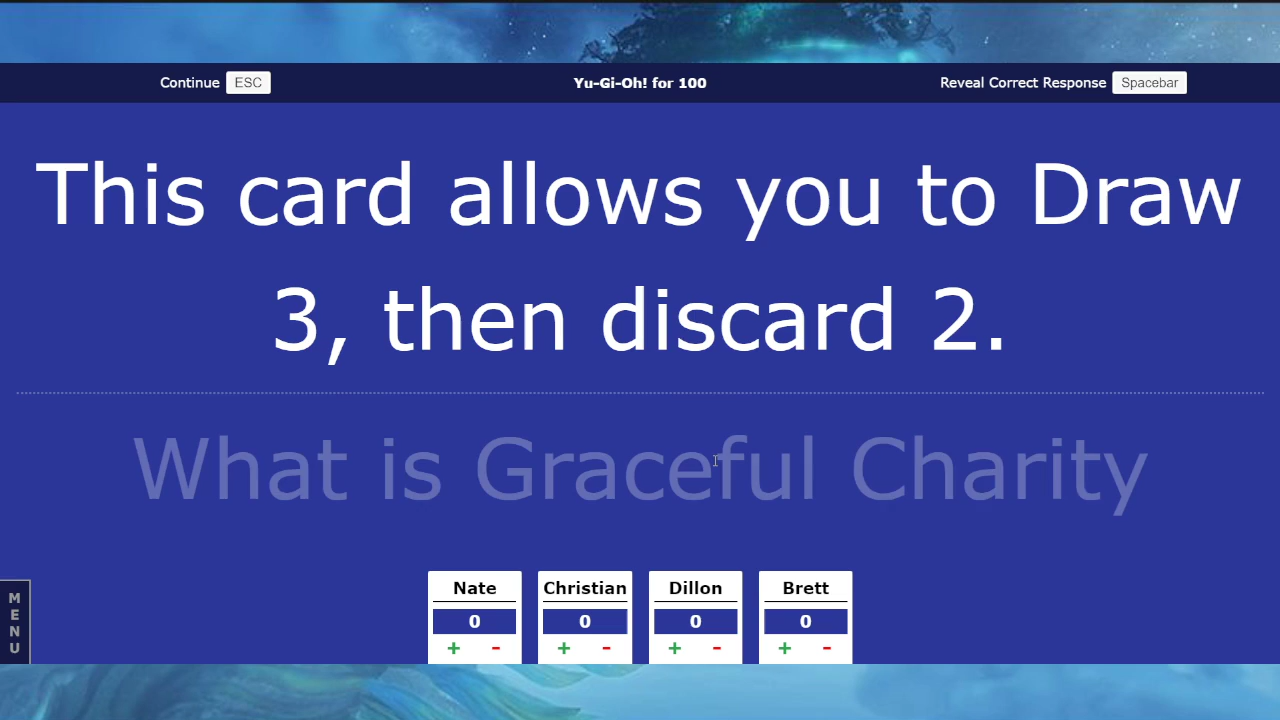 Continue ESC Yu-Gi-Oh! for 100 Reveal Correct Response Spacebar
This card allows you to Draw
3, then discard 2.
What is Graceful Charity
MENU
Nate Christian Dillon Brett
0 0 0 0
+ - + - + - + -